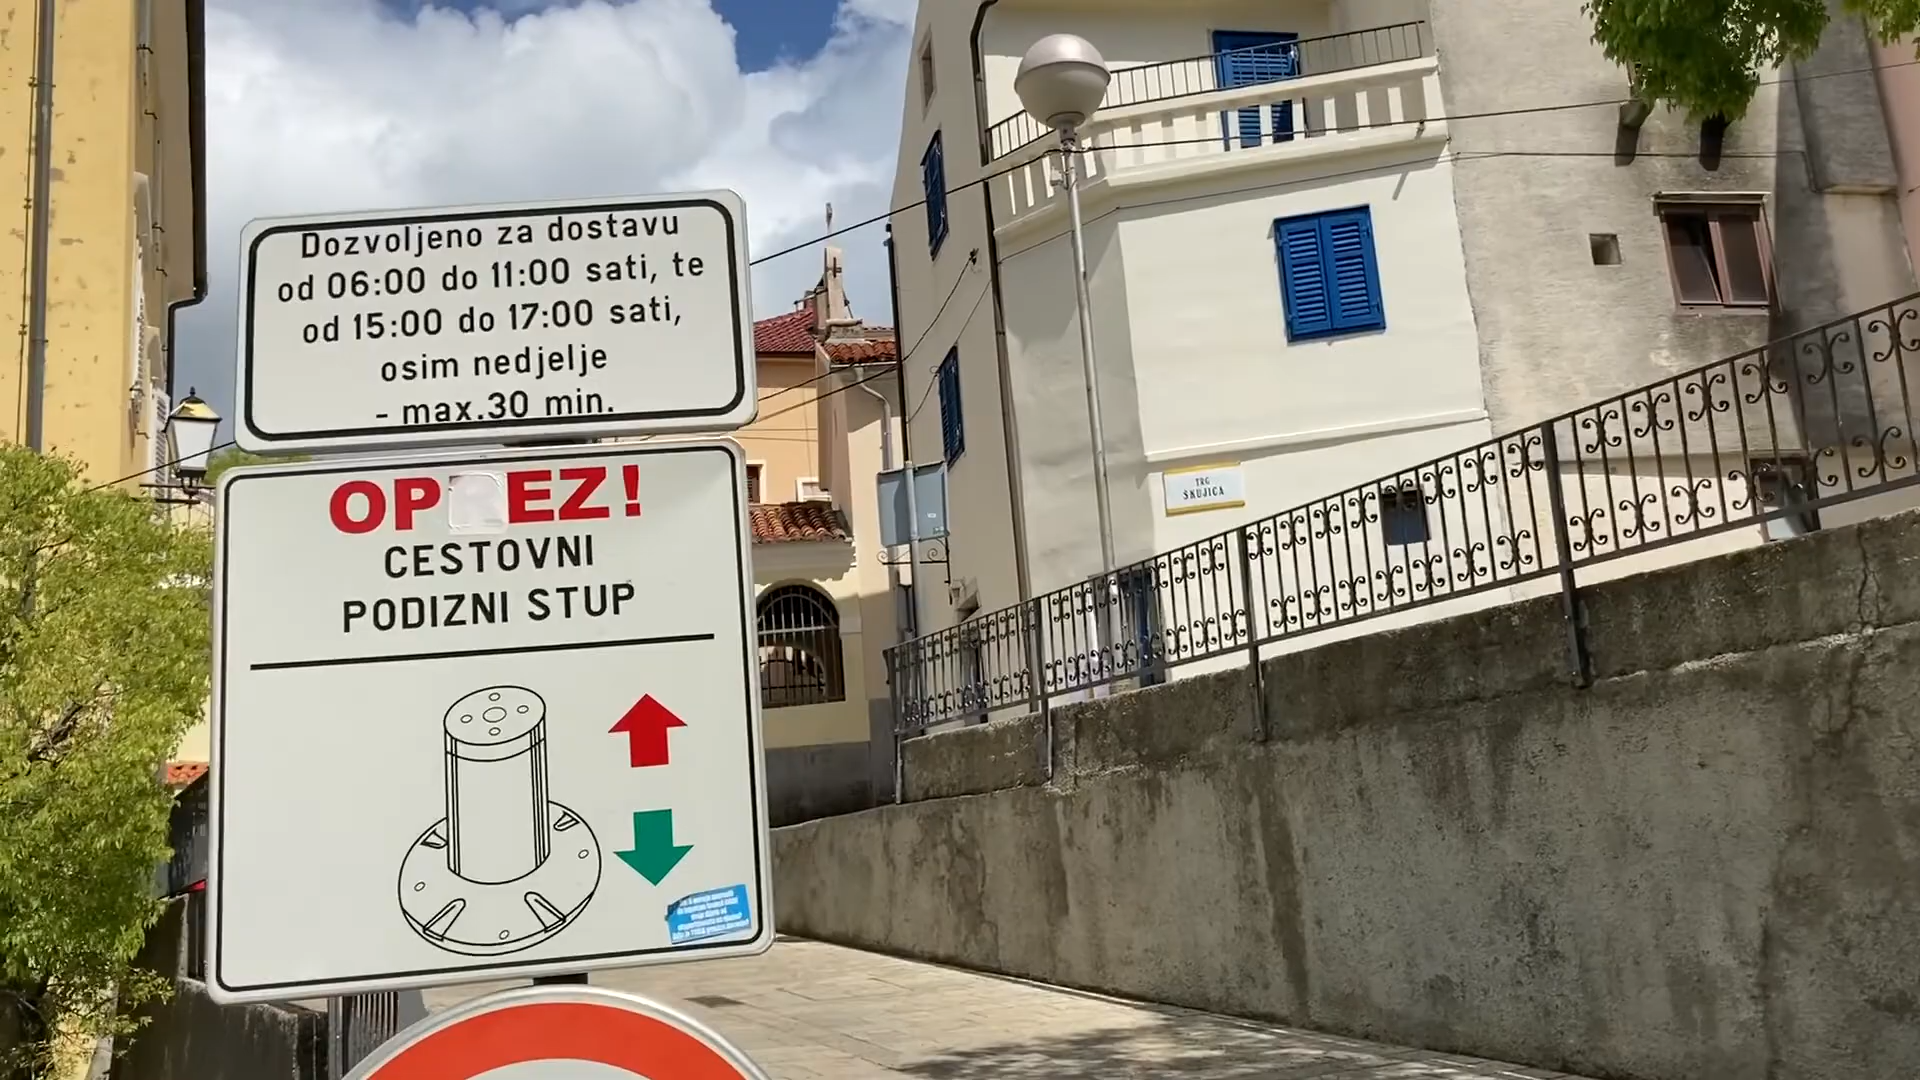 Dozvoljeno za dostavu
od 06:00 do 11:00 sati, te
od 15:00 do 17:00 sati,
osim nedjelje
- max.30 min.
OP EZ!
CESTOVNI
PODIZNI STUP
TRG
SKUJICA